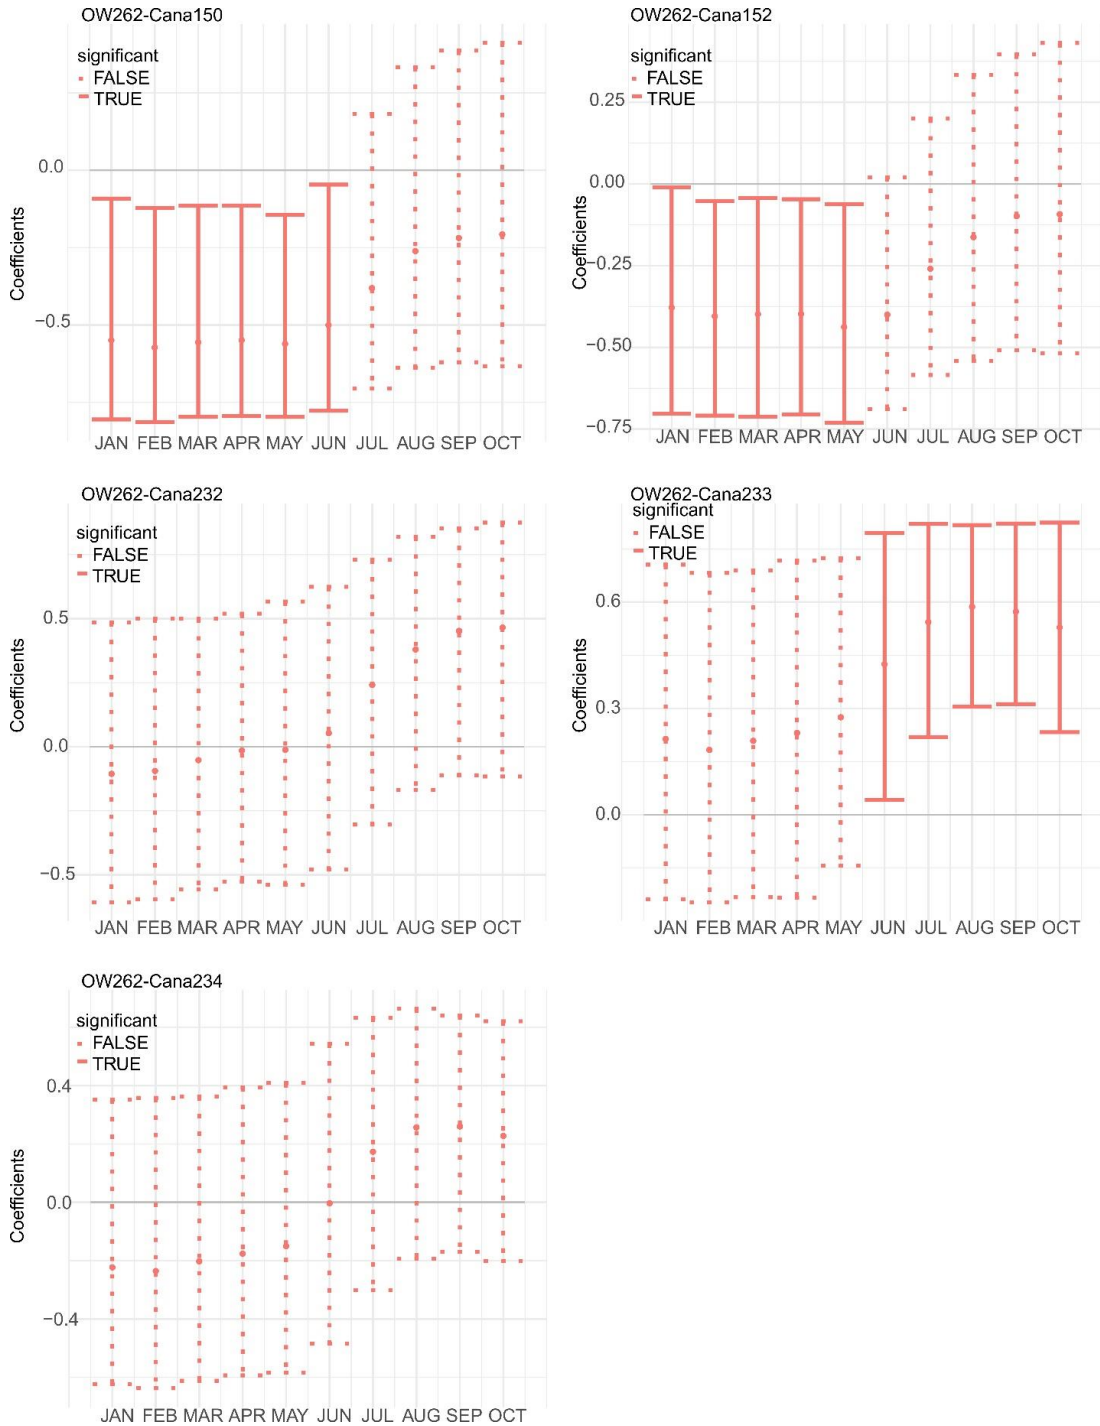 OW262-Cana150
significant
FALSE
TRUE
0.0
−0.5
Coefficients
JAN FEB MAR APR MAY JUN JUL AUG SEP OCT
OW262-Cana152
significant
FALSE
TRUE
0.25
0.00
−0.25
−0.50
−0.75
Coefficients
JAN FEB MAR APR MAY JUN JUL AUG SEP OCT
OW262-Cana232
significant
FALSE
TRUE
0.5
0.0
−0.5
Coefficients
JAN FEB MAR APR MAY JUN JUL AUG SEP OCT
OW262-Cana233
significant
FALSE
TRUE
0.6
0.3
0.0
Coefficients
JAN FEB MAR APR MAY JUN JUL AUG SEP OCT
OW262-Cana234
significant
FALSE
TRUE
0.4
0.0
−0.4
Coefficients
JAN FEB MAR APR MAY JUN JUL AUG SEP OCT